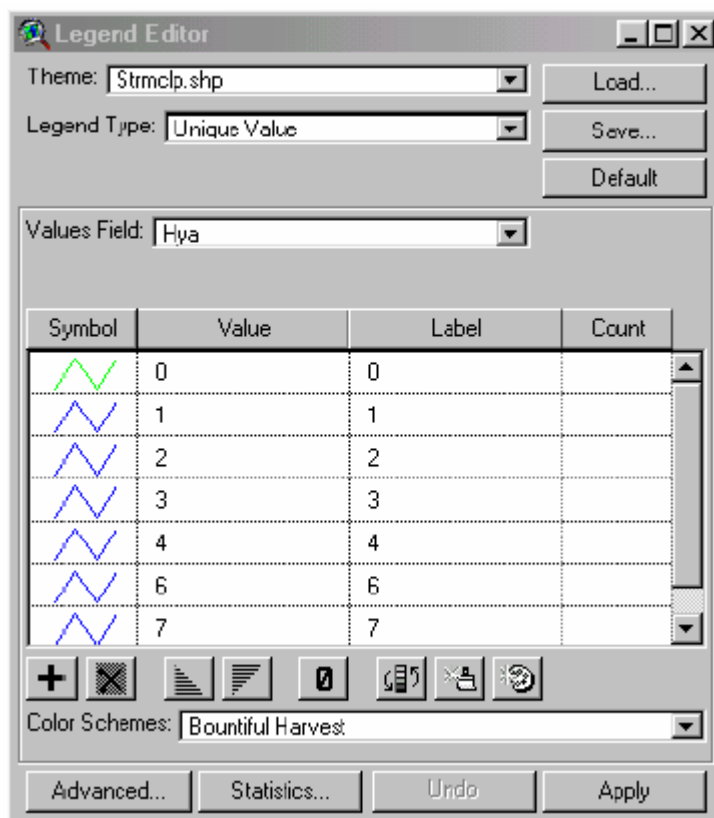 Legend Editor
Theme: Strmclp.shp
Load...
Legend Type: Unique Value
Save...
Default
Values Field: Hya
Symbol Value Label Count
0 0
1 1
2 2
3 3
4 4
6 6
7 7
0
Color Schemes: Bountiful Harvest
Advanced... Statistics... Undo Apply